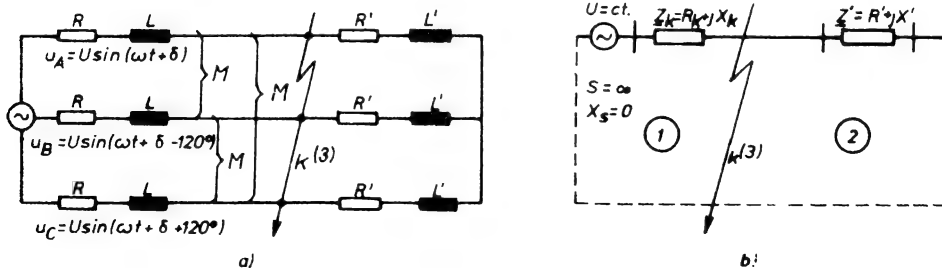 R L R' L'
u_A=Usin(ωt+δ) M M
R L R' L'
u_B=Usin(ωt+δ-120°) M k^(3)
R L R' L'
u_C=Usin(ωt+δ+120°)
a)
U=ct. Z_k=R_k+jX_k Z'=R'+jX'
S=∞
X_s=0
1 k^(3) 2
b)